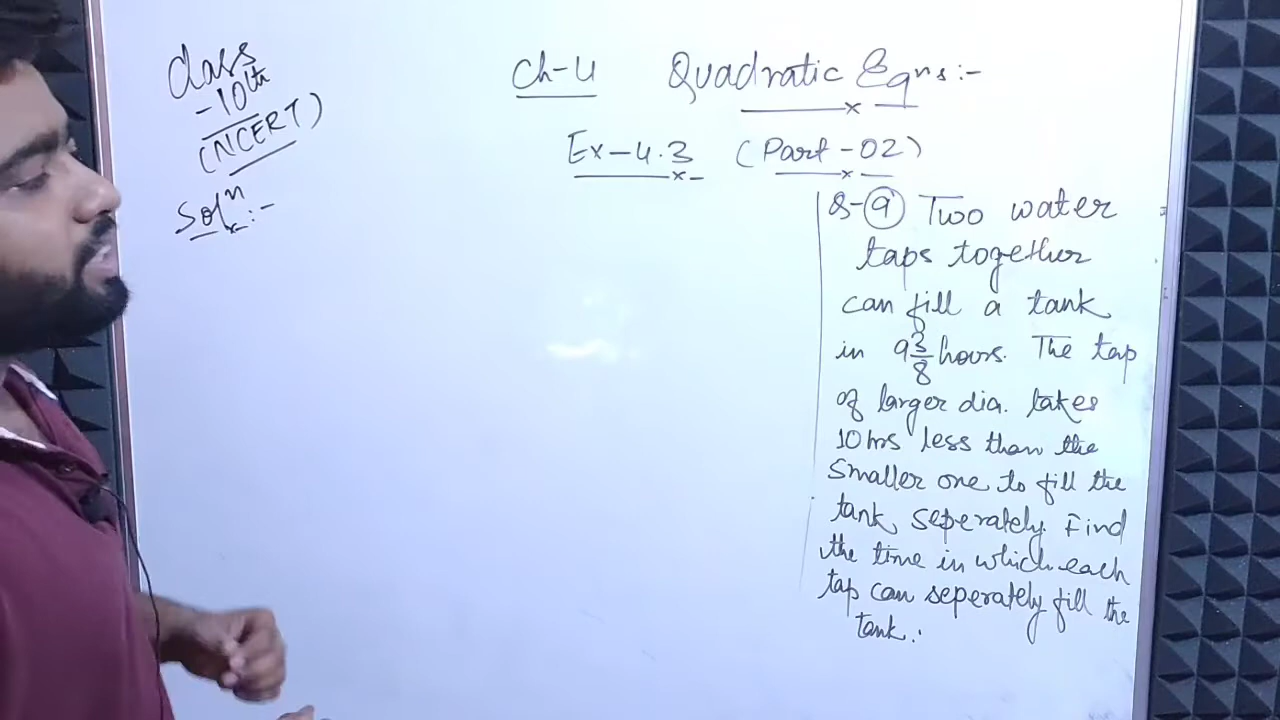 Class
-10th
(NCERT)
Soln:-
Ch-4 Quadratic Eqns:-
Ex-4.3 (Part-02)
Q-9 Two water
taps together
can fill a tank
in 9 3/8 hours. The tap
of larger dia. takes
10 hrs less than the
smaller one to fill the
tank seperately. Find
the time in which each
tap can seperately fill the
tank.